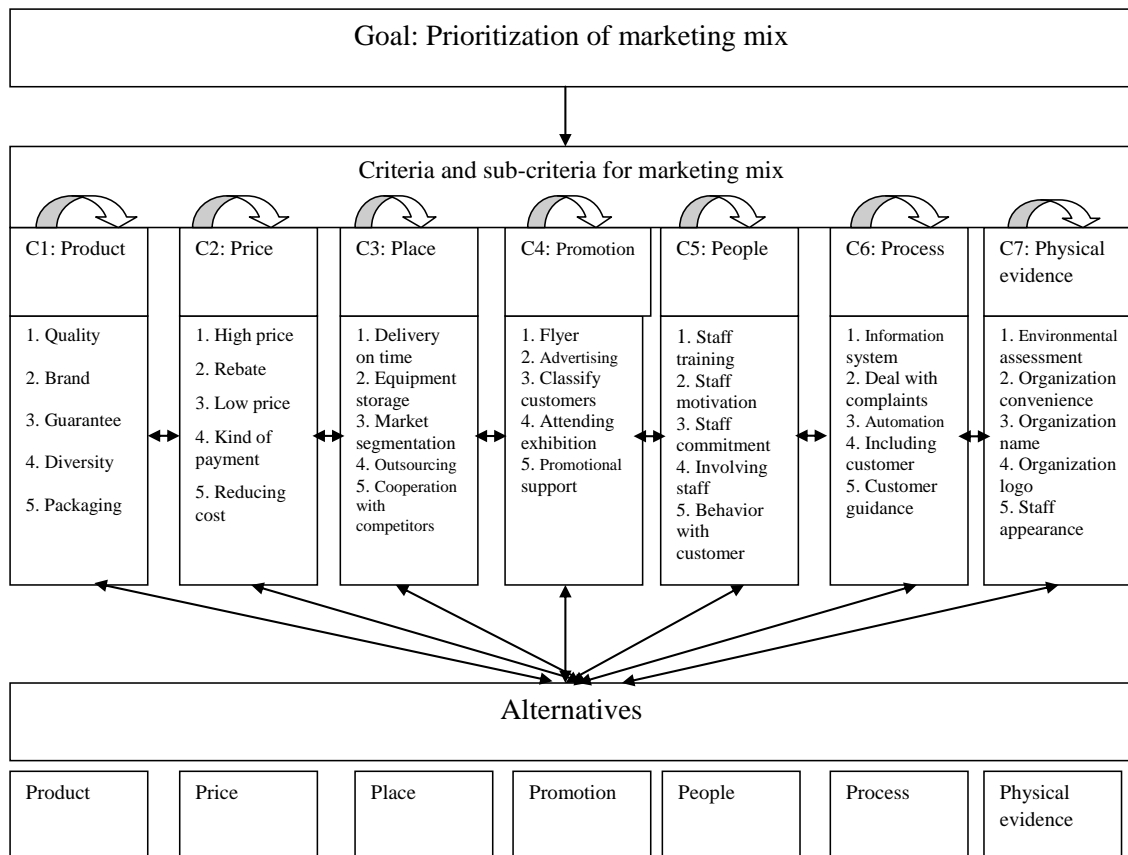 Goal: Prioritization of marketing mix
Criteria and sub-criteria for marketing mix
C1: Product
C2: Price
C3: Place
C4: Promotion
C5: People
C6: Process
C7: Physical
evidence
1. Quality
2. Brand
3. Guarantee
4. Diversity
5. Packaging
1. High price
2. Rebate
3. Low price
4. Kind of
payment
5. Reducing
cost
1. Delivery
on time
2. Equipment
storage
3. Market
segmentation
4. Outsourcing
5. Cooperation
with
competitors
1. Flyer
2. Advertising
3. Classify
customers
4. Attending
exhibition
5. Promotional
support
1. Staff
training
2. Staff
motivation
3. Staff
commitment
4. Involving
staff
5. Behavior
with
customer
1. Information
system
2. Deal with
complaints
3. Automation
4. Including
customer
5. Customer
guidance
1. Environmental
assessment
2. Organization
convenience
3. Organization
name
4. Organization
logo
5. Staff
appearance
Alternatives
Product
Price
Place
Promotion
People
Process
Physical
evidence